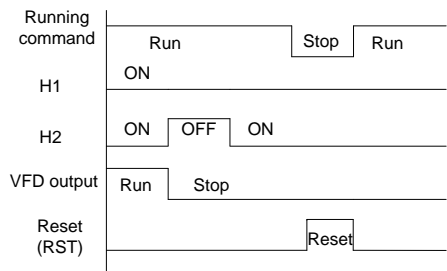 Running
command
Run Stop Run
H1
ON
H2
ON OFF ON
VFD output
Run Stop
Reset
(RST)
Reset